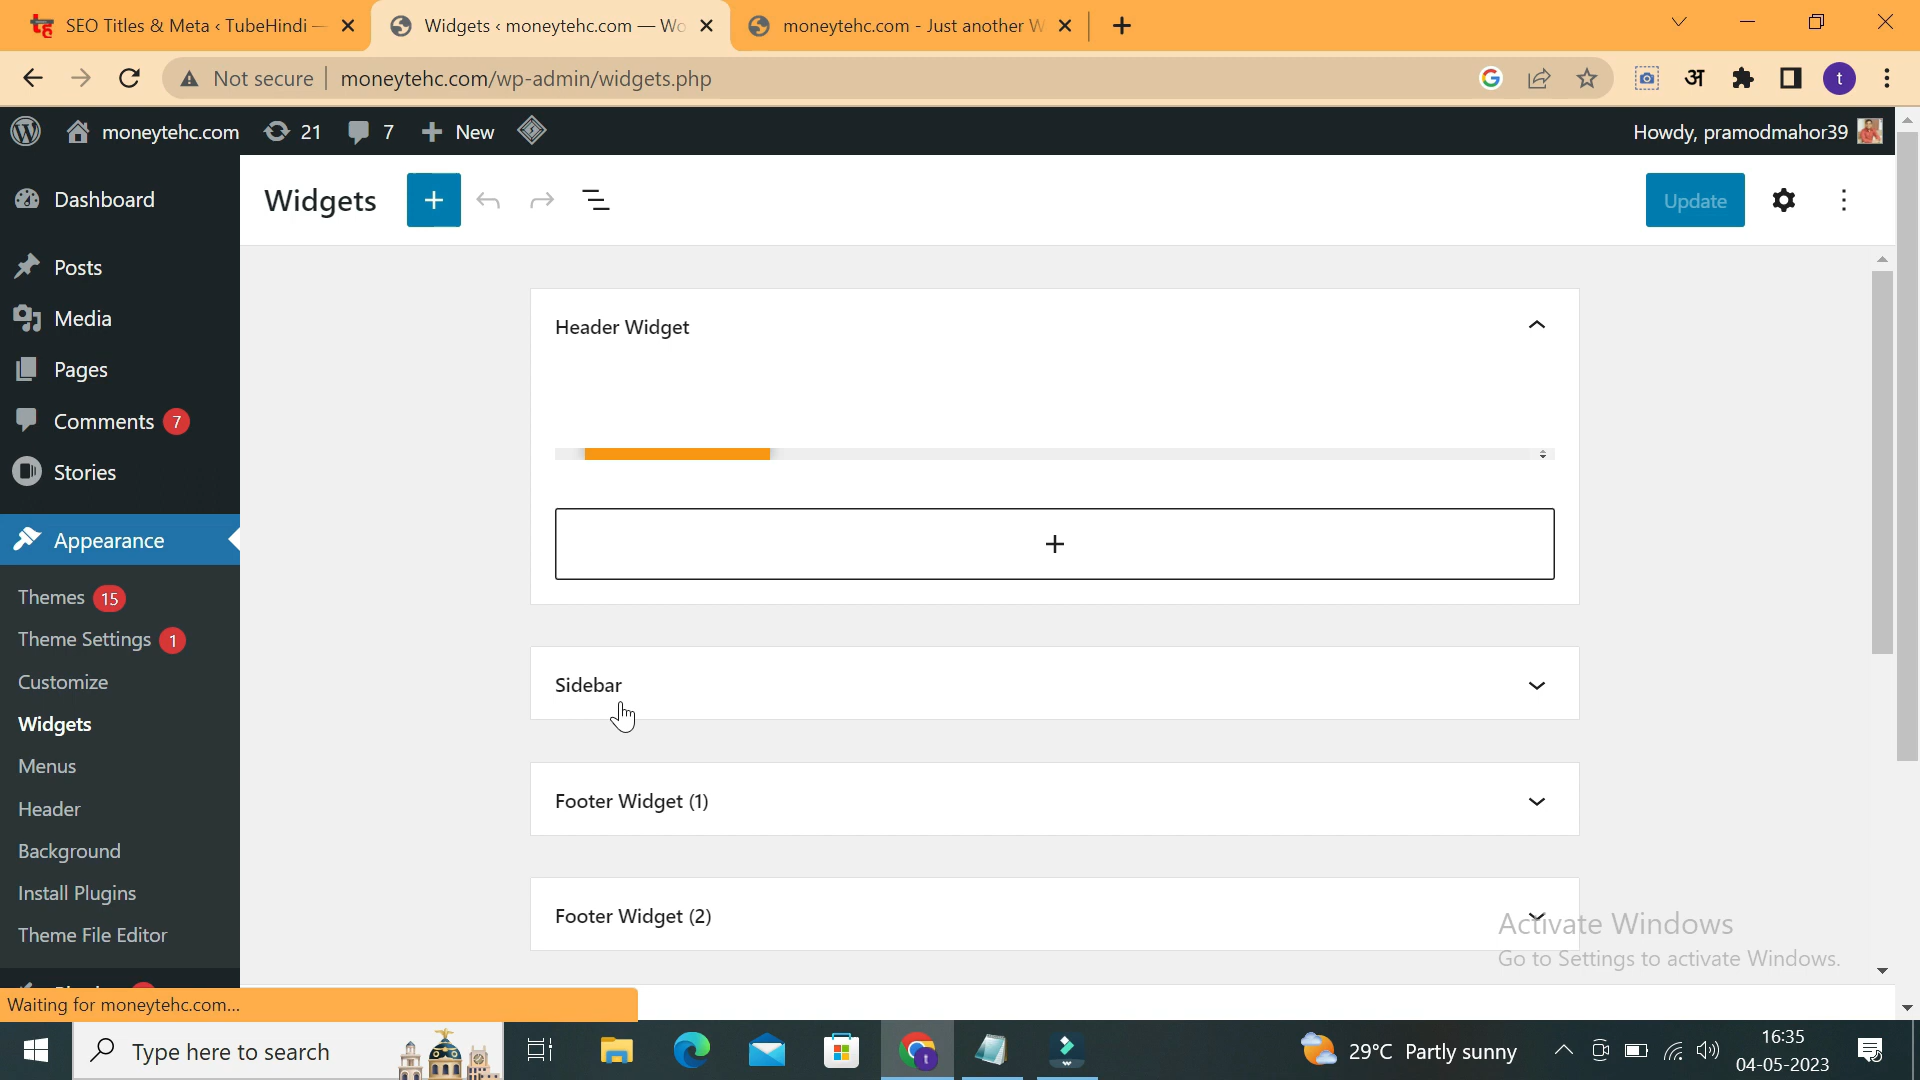 SEO Titles & Meta ‹ TubeHindi —
Widgets ‹ moneytehc.com — Wo
moneytehc.com - Just another W
Not secure
moneytehc.com/wp-admin/widgets.php
अ
t
moneytehc.com
21
7
New
Howdy, pramodmahor39
Dashboard
Posts
Media
Pages
Comments 7
Stories
Appearance
Themes 15
Theme Settings 1
Customize
Widgets
Menus
Header
Background
Install Plugins
Theme File Editor
Widgets
Update
Header Widget
Sidebar
Footer Widget (1)
Footer Widget (2)
Activate Windows
Go to Settings to activate Windows.
Waiting for moneytehc.com...
Type here to search
29°C Partly sunny
16:35
04-05-2023